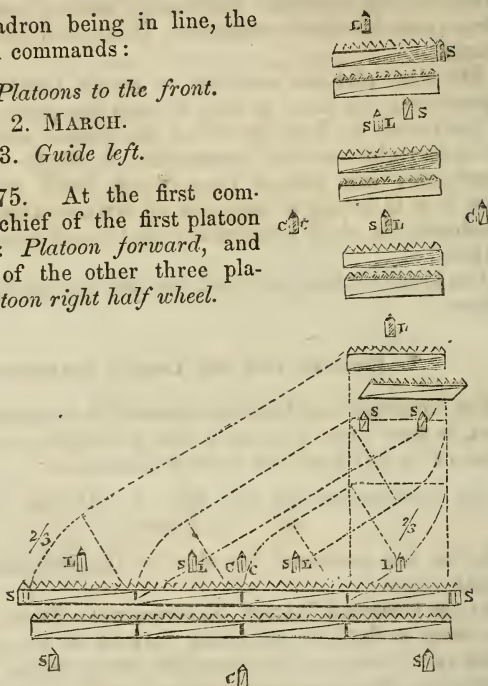 adron being in line, the
commands :
Platoons to the front.
2. MARCH.
3. Guide left.
75. At the first com-
chief of the first platoon
: Platoon forward, and
of the other three pla-
toon right half wheel.
L
S
S
S L
C C
S L
C
L
S S
2/3
2/3
L
S L
C C
S L
L
S
S
S
C
S